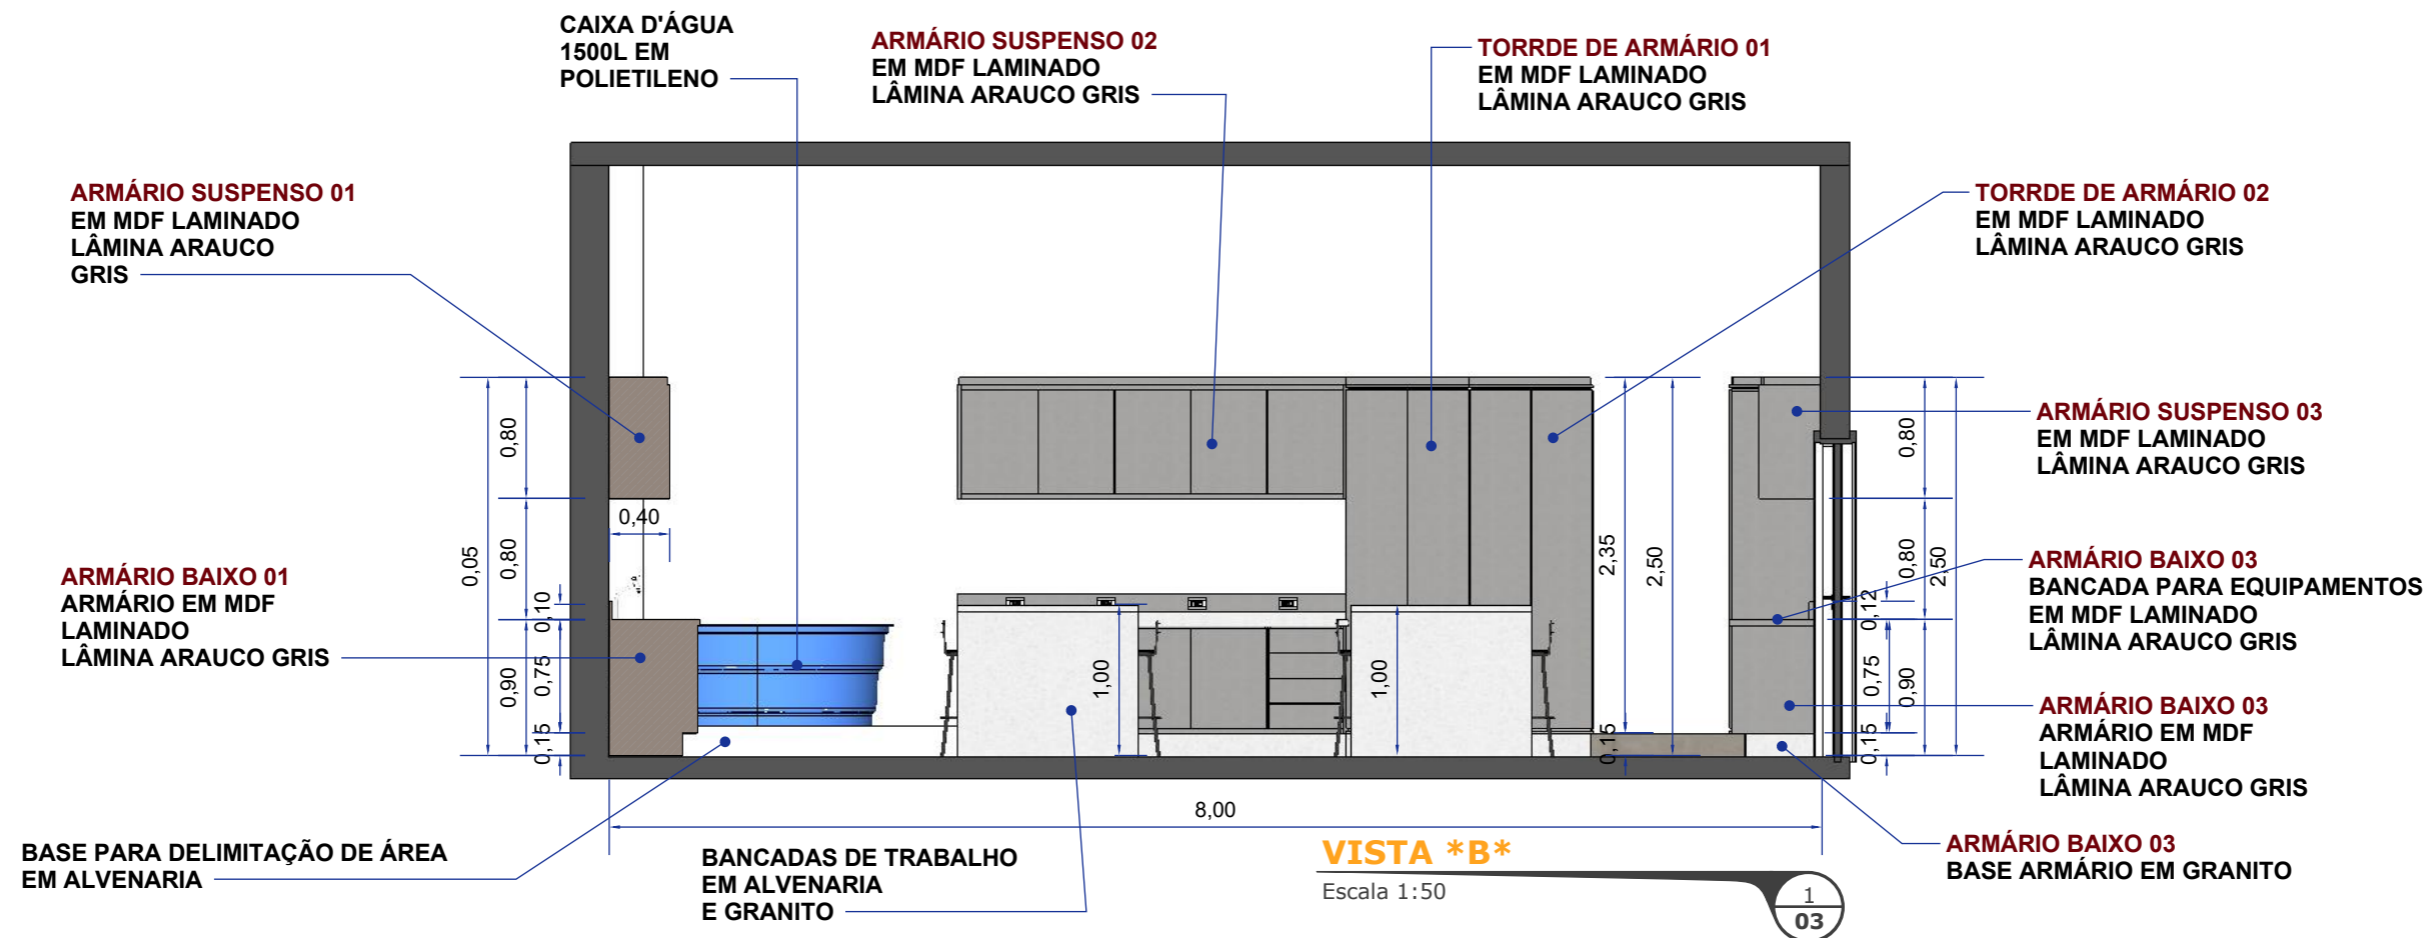 CAIXA D'ÁGUA
1500L EM
POLIETILENO
ARMÁRIO SUSPENSO 02
EM MDF LAMINADO
LÂMINA ARAUCO GRIS
TORRDE DE ARMÁRIO 01
EM MDF LAMINADO
LÂMINA ARAUCO GRIS
ARMÁRIO SUSPENSO 01
EM MDF LAMINADO
LÂMINA ARAUCO
GRIS
TORRDE DE ARMÁRIO 02
EM MDF LAMINADO
LÂMINA ARAUCO GRIS
ARMÁRIO SUSPENSO 03
EM MDF LAMINADO
LÂMINA ARAUCO GRIS
ARMÁRIO BAIXO 01
ARMÁRIO EM MDF
LAMINADO
LÂMINA ARAUCO GRIS
ARMÁRIO BAIXO 03
BANCADA PARA EQUIPAMENTOS
EM MDF LAMINADO
LÂMINA ARAUCO GRIS
ARMÁRIO BAIXO 03
ARMÁRIO EM MDF
LAMINADO
LÂMINA ARAUCO GRIS
0,05
0,80
0,80
0,10
0,90
0,75
0,15
0,40
1,00
1,00
2,35
2,50
0,15
0,80
0,80
2,50
0,12
0,75
0,90
0,15
8,00
BASE PARA DELIMITAÇÃO DE ÁREA
EM ALVENARIA
BANCADAS DE TRABALHO
EM ALVENARIA
E GRANITO
VISTA *B*
Escala 1:50
1
03
ARMÁRIO BAIXO 03
BASE ARMÁRIO EM GRANITO